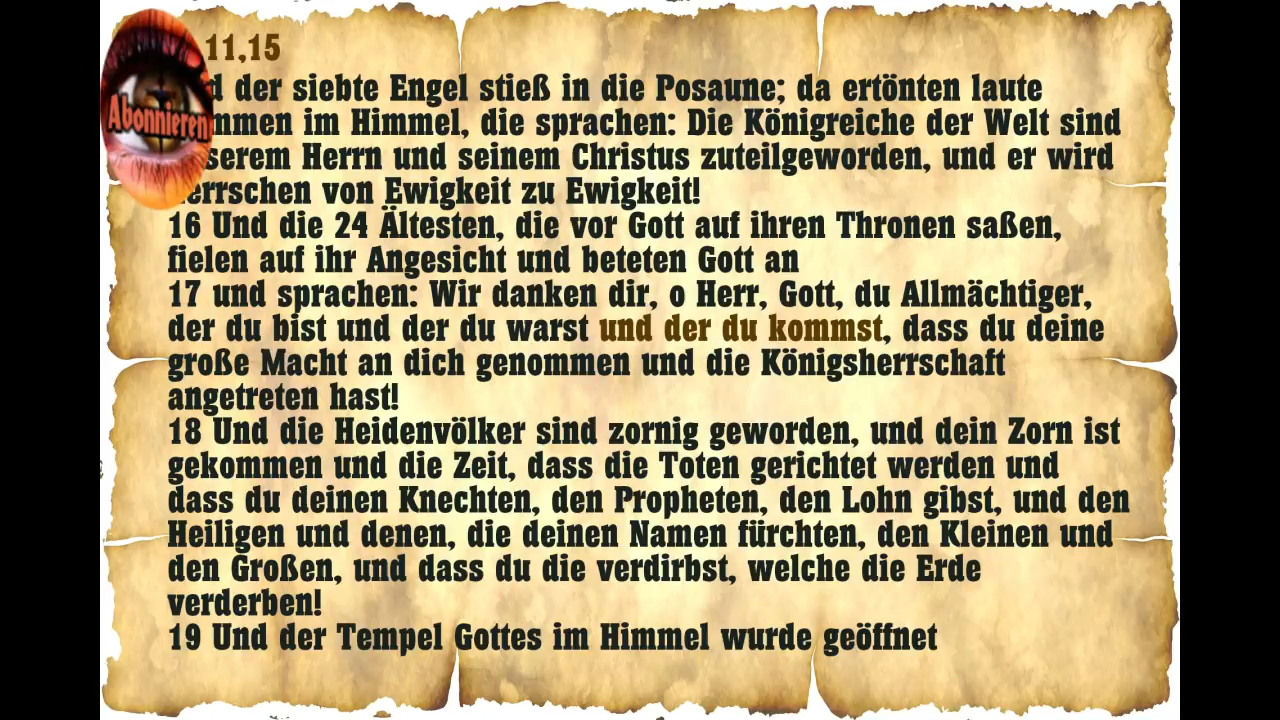 11,15
Abonnieren
der siebte Engel stieß in die Posaune; da ertönten laute
im Himmel, die sprachen: Die Königreiche der Welt sind
Herrn und seinem Christus zuteilgeworden, und er wird
von Ewigkeit zu Ewigkeit!
16 Und die 24 Ältesten, die vor Gott auf ihren Thronen saßen,
fielen auf ihr Angesicht und beteten Gott an
17 und sprachen: Wir danken dir, o Herr, Gott, du Allmächtiger,
der du bist und der du warst und der du kommst, dass du deine
große Macht an dich genommen und die Königsherrschaft
angetreten hast!
18 Und die Heidenvölker sind zornig geworden, und dein Zorn ist
gekommen und die Zeit, dass die Toten gerichtet werden und
dass du deinen Knechten, den Propheten, den Lohn gibst, und den
Heiligen und denen, die deinen Namen fürchten, den Kleinen und
den Großen, und dass du die verdirbst, welche die Erde
verderben!
19 Und der Tempel Gottes im Himmel wurde geöffnet